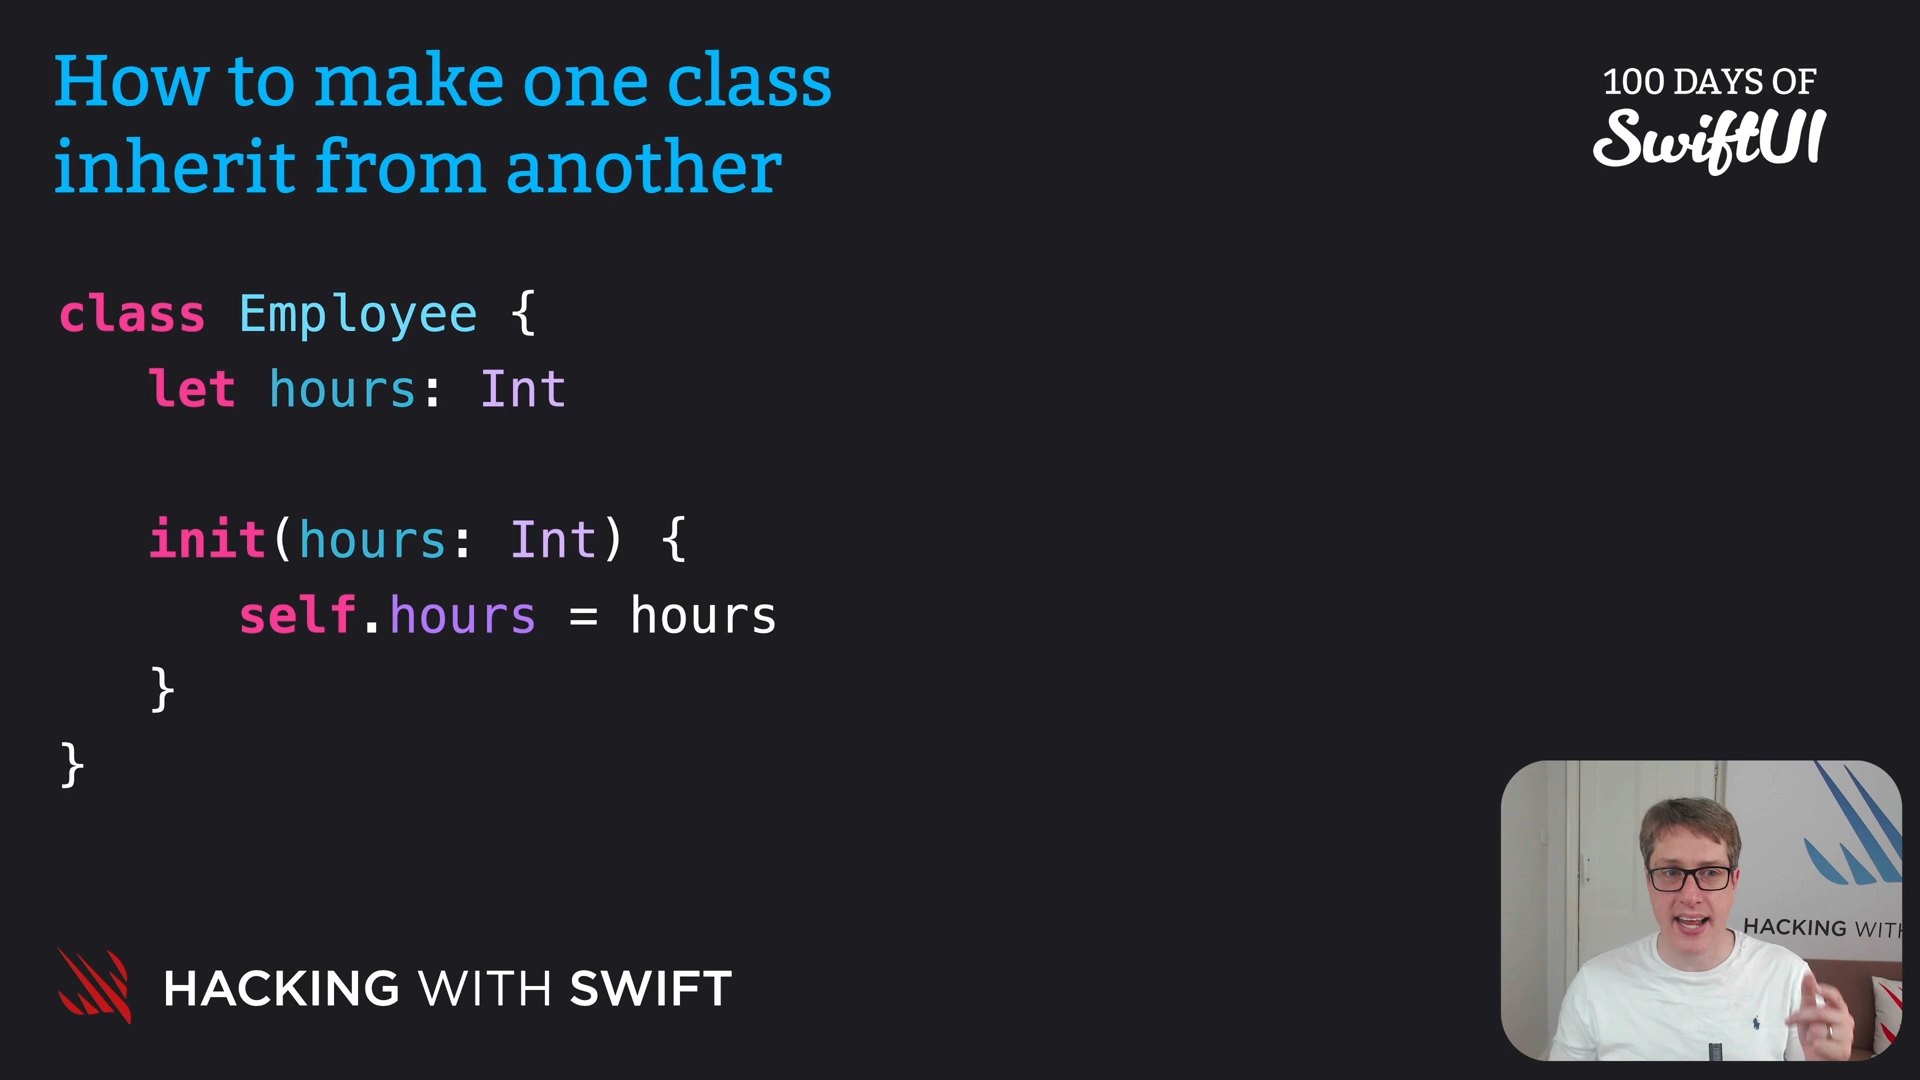 How to make one class
inherit from another
100 DAYS OF
SwiftUI
class Employee {
    let hours: Int

    init(hours: Int) {
        self.hours = hours
    }
}
HACKING WITH
HACKING WITH SWIFT